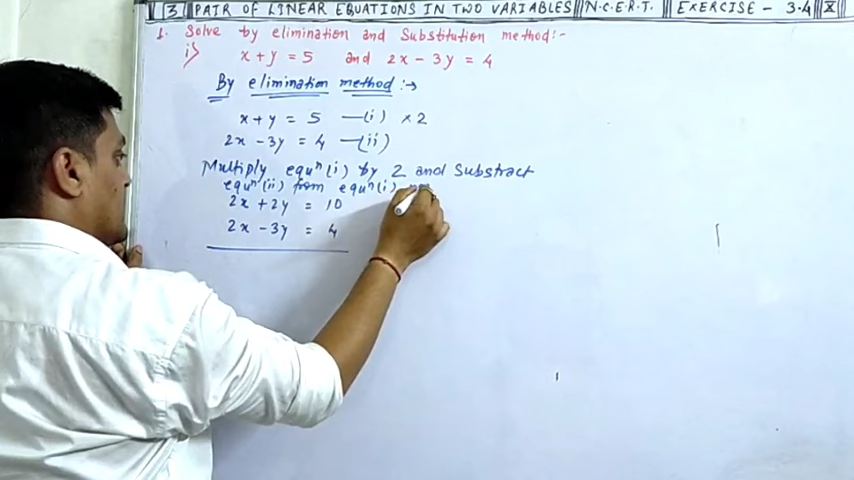 3 PAIR OF LINEAR EQUATIONS IN TWO VARIABLES N.C.E.R.T. EXERCISE - 3.4 X
1. Solve by elimination and Substitution method:-
i) x + y = 5 and 2x - 3y = 4
By elimination method :→
x + y = 5 —(i) ×2
2x - 3y = 4 —(ii)
Multiply equⁿ(i) by 2 and Substract
equⁿ(ii) from equⁿ(i)
2x + 2y = 10
2x - 3y = 4